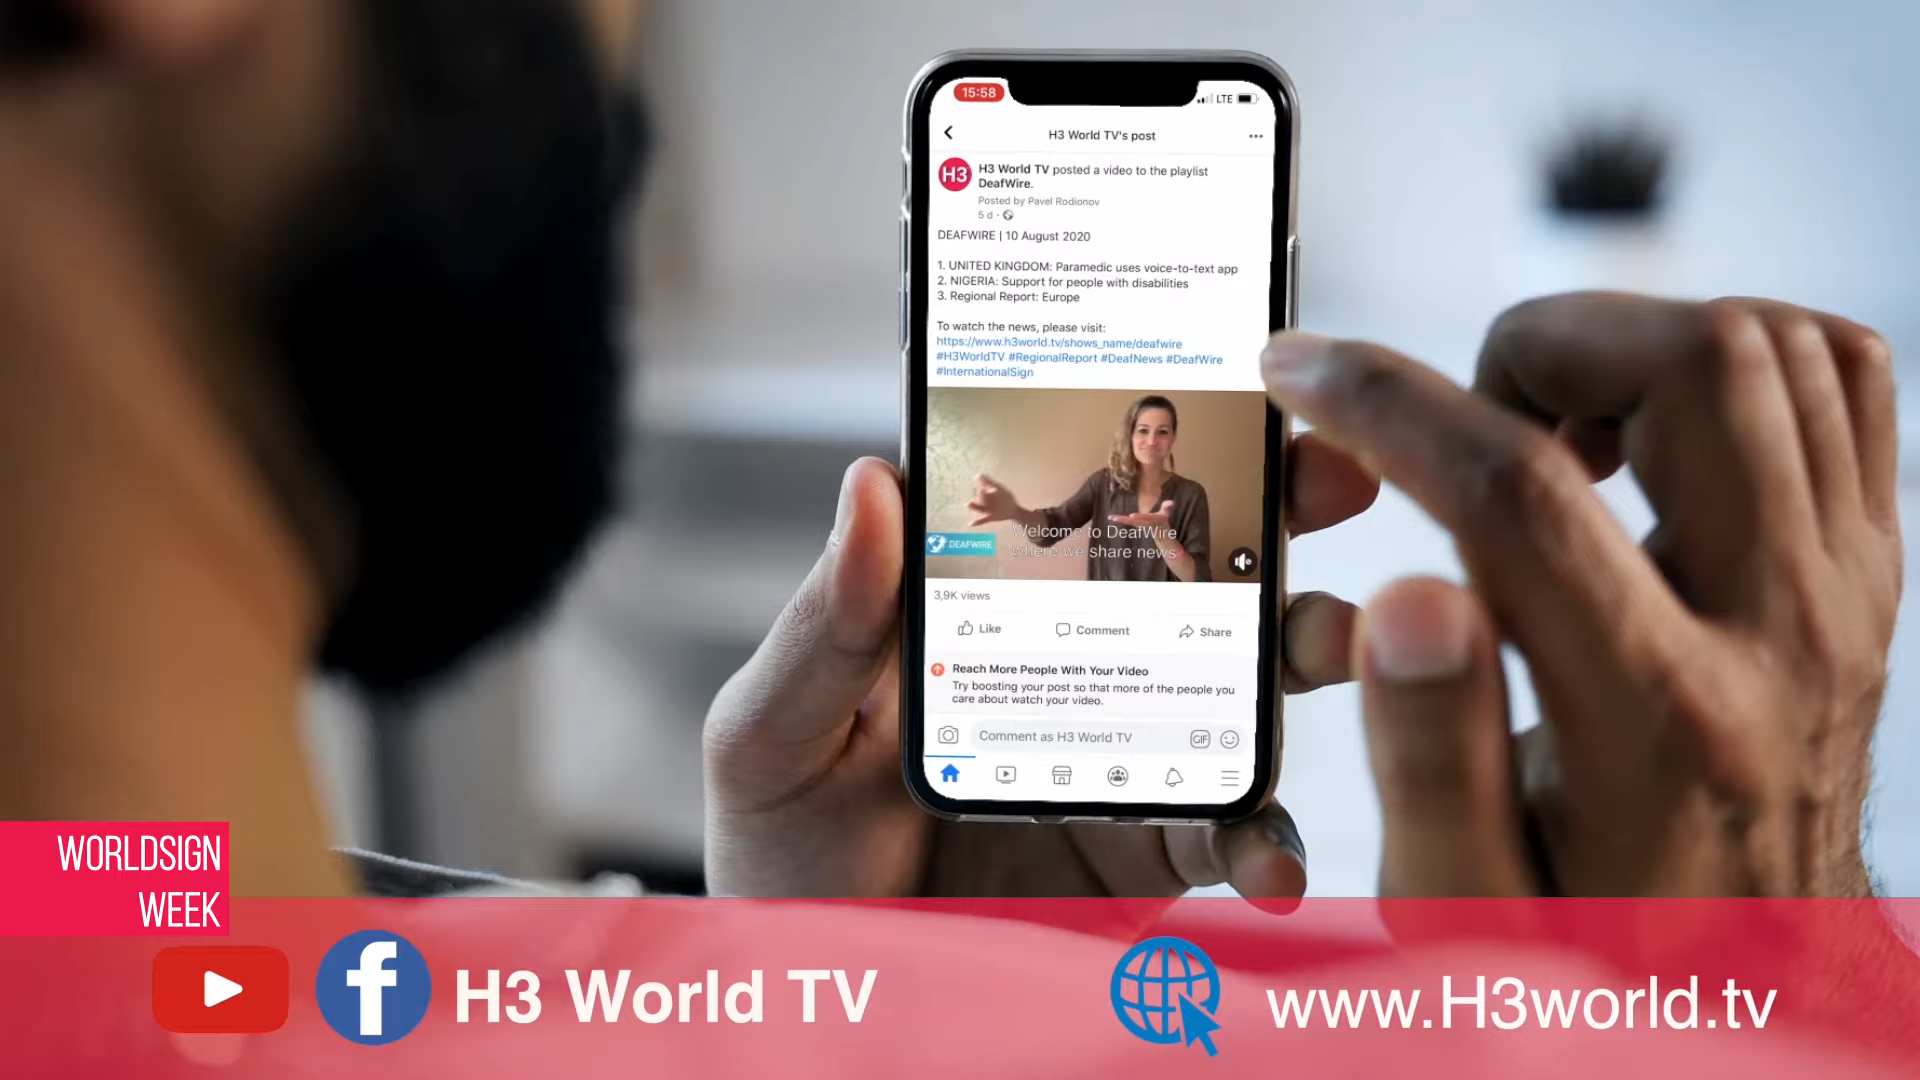 15:58
LTE
H3 World TV's post
H3
H3 World TV posted a video to the playlist
DeafWire.
Posted by Pavel Rodionov
5 d ·
DEAFWIRE | 10 August 2020
1. UNITED KINGDOM: Paramedic uses voice-to-text app
2. NIGERIA: Support for people with disabilities
3. Regional Report: Europe
To watch the news, please visit:
https://www.h3world.tv/shows_name/deafwire
#H3WorldTV #RegionalReport #DeafNews #DeafWire
#InternationalSign
Welcome to DeafWire
where we share news
DEAFWIRE
3,9K views
Like
Comment
Share
Reach More People With Your Video
Try boosting your post so that more of the people you
care about watch your video.
Comment as H3 World TV
GIF
WORLDSIGN
WEEK
H3 World TV
www.H3world.tv